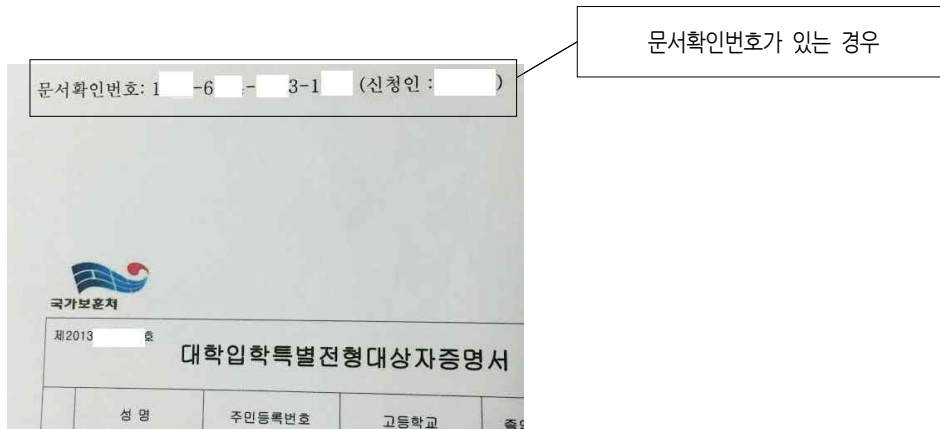 문서확인번호가 있는 경우
문서확인번호: 1 -6 - 3-1 (신청인 : )
국가보훈처
제2013 호
대학입학특별전형대상자증명서
성 명 주민등록번호 고등학교